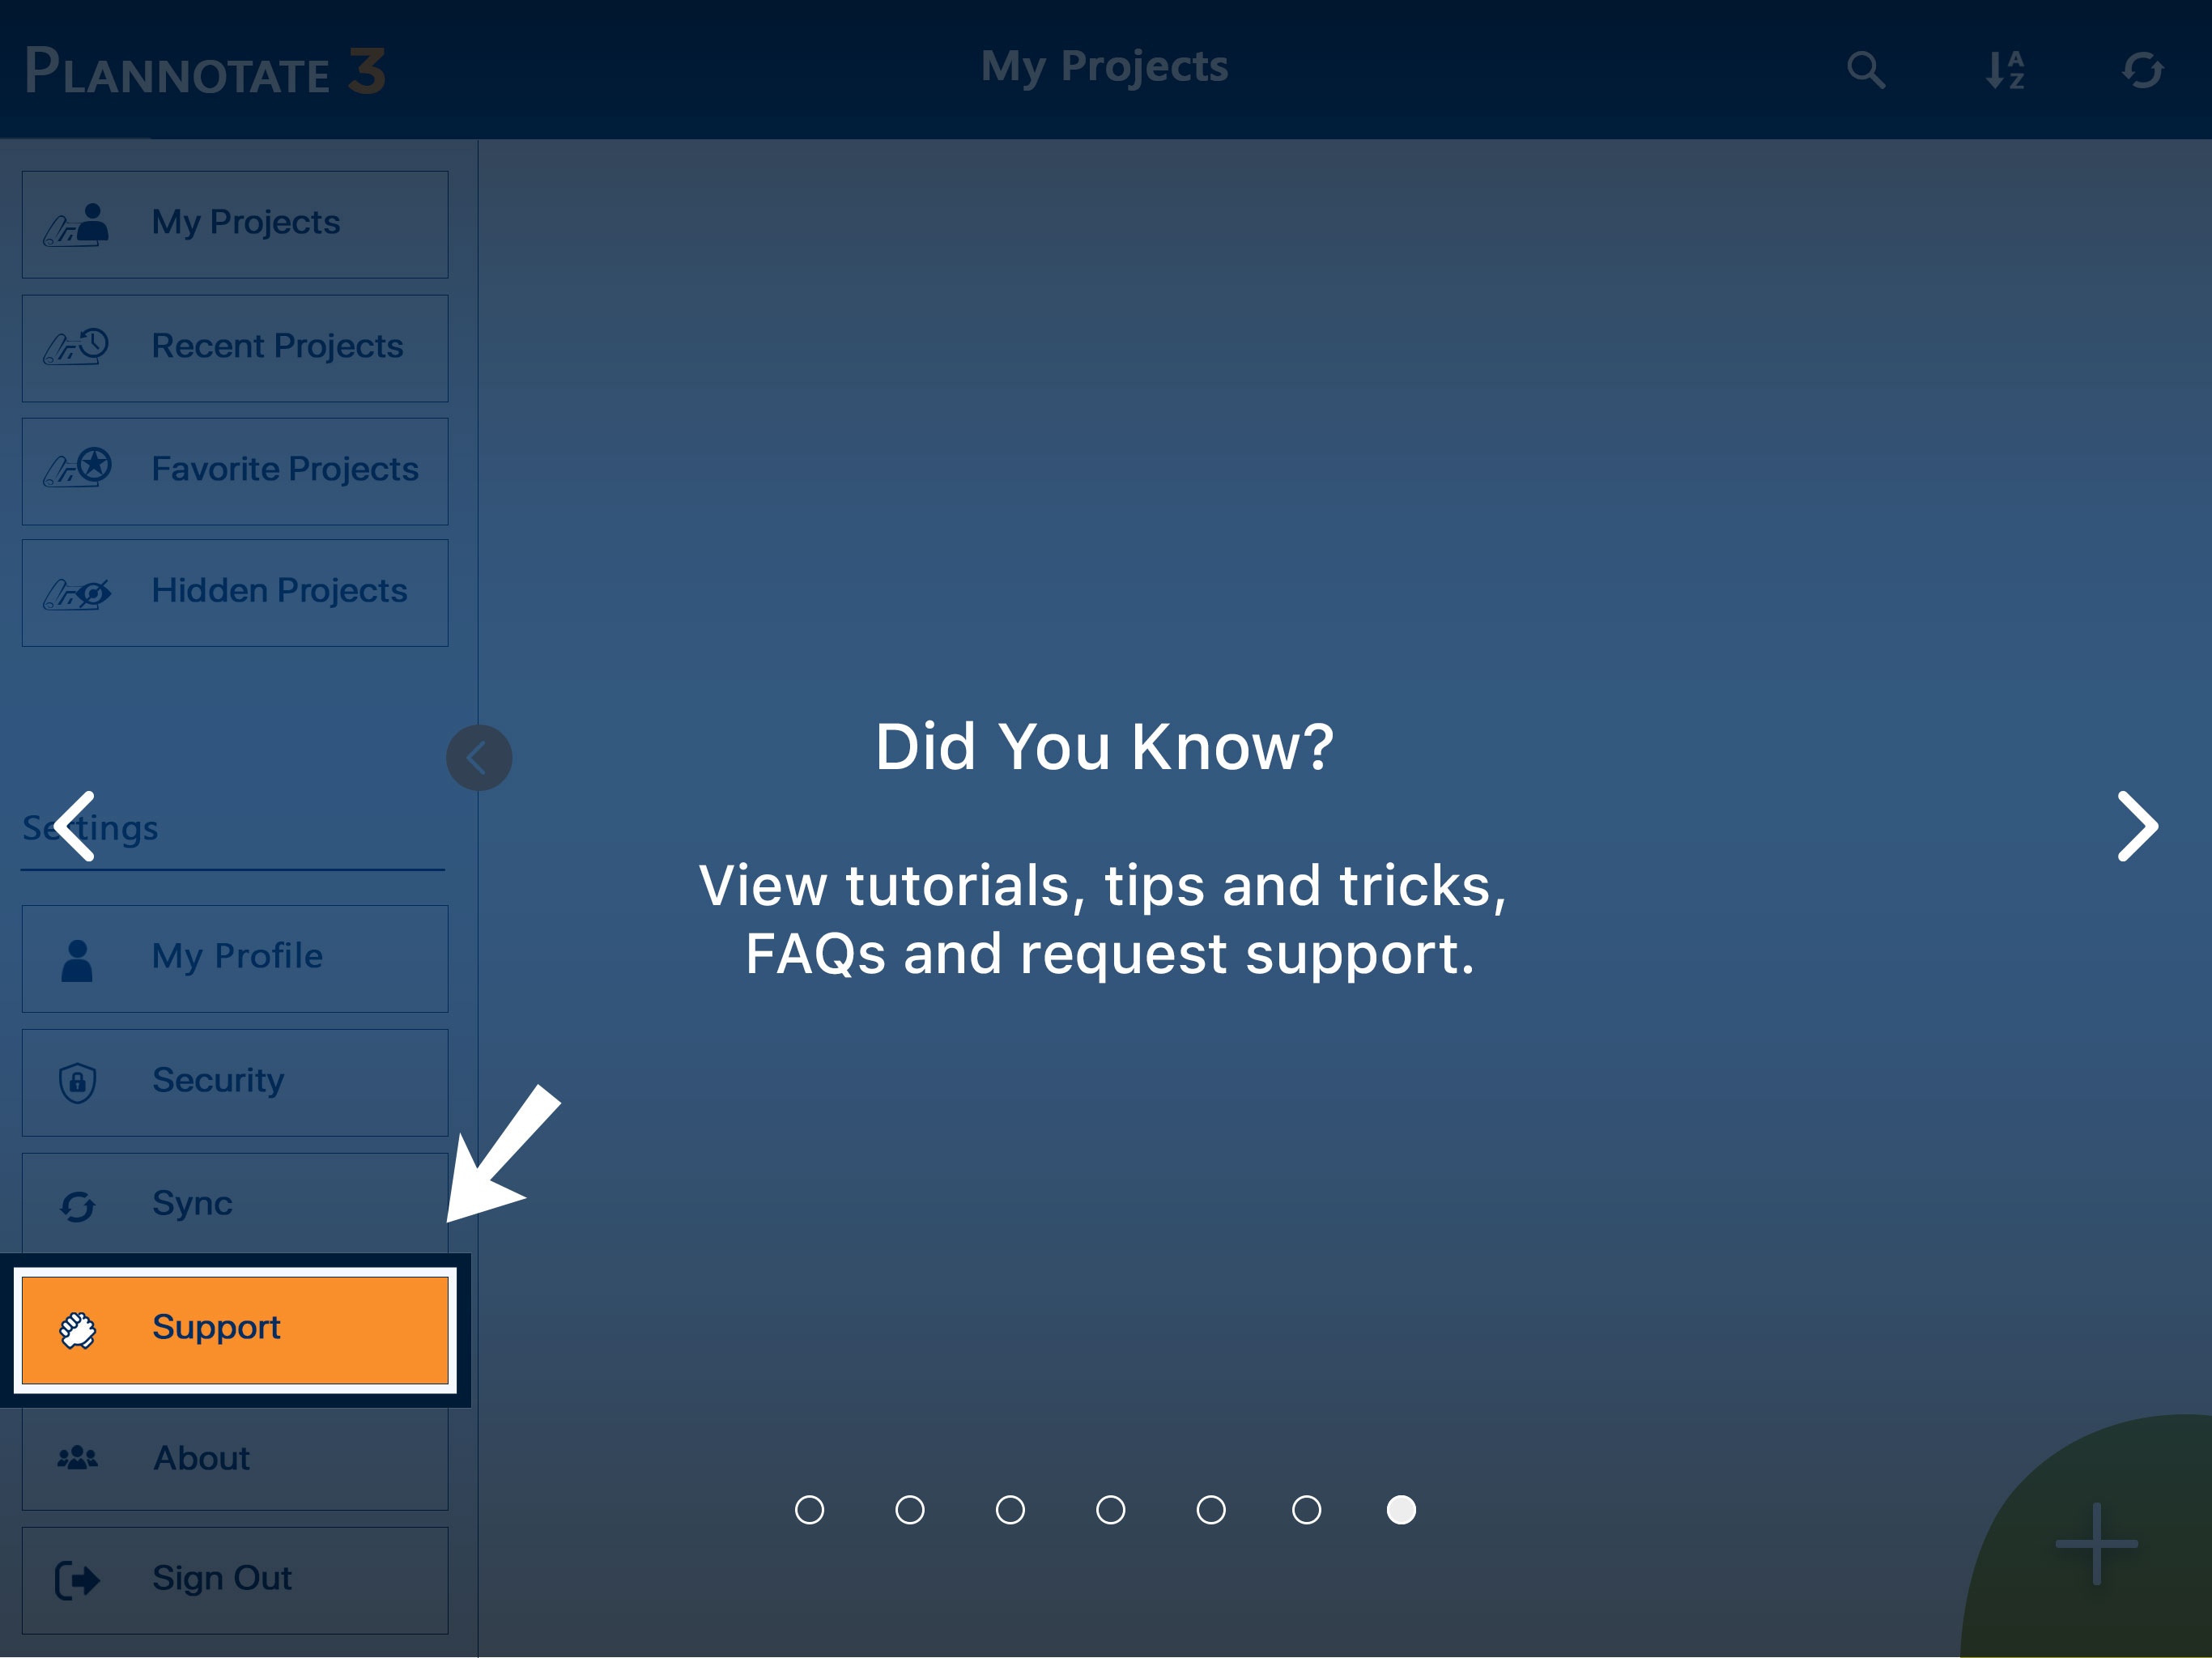 PLANNOTATE 3
My Projects
A
Z
My Projects
Recent Projects
Favorite Projects
Hidden Projects
Did You Know?
Settings
View tutorials, tips and tricks,
FAQs and request support.
My Profile
Security
Sync
Support
About
Sign Out